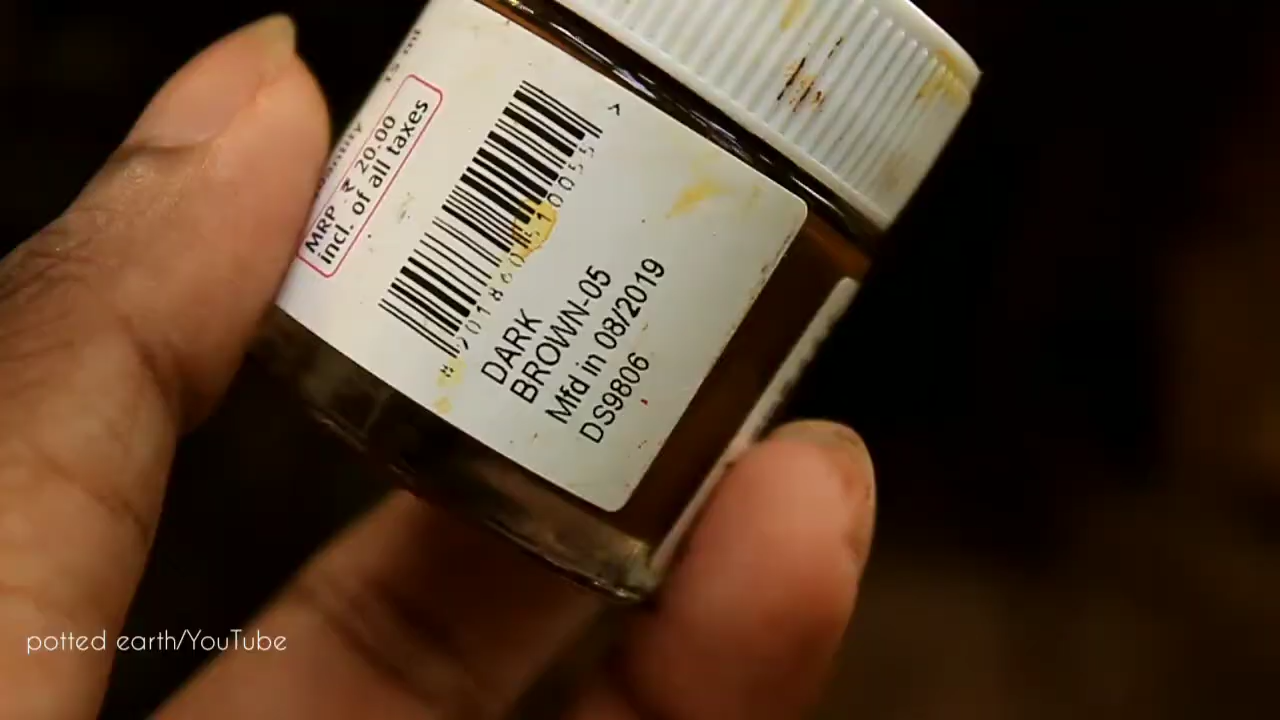 MRP : ₹ 20.00
incl. of all taxes
>
DARK
BROWN-05
Mfd in 08/2019
DS9806
potted earth/YouTube